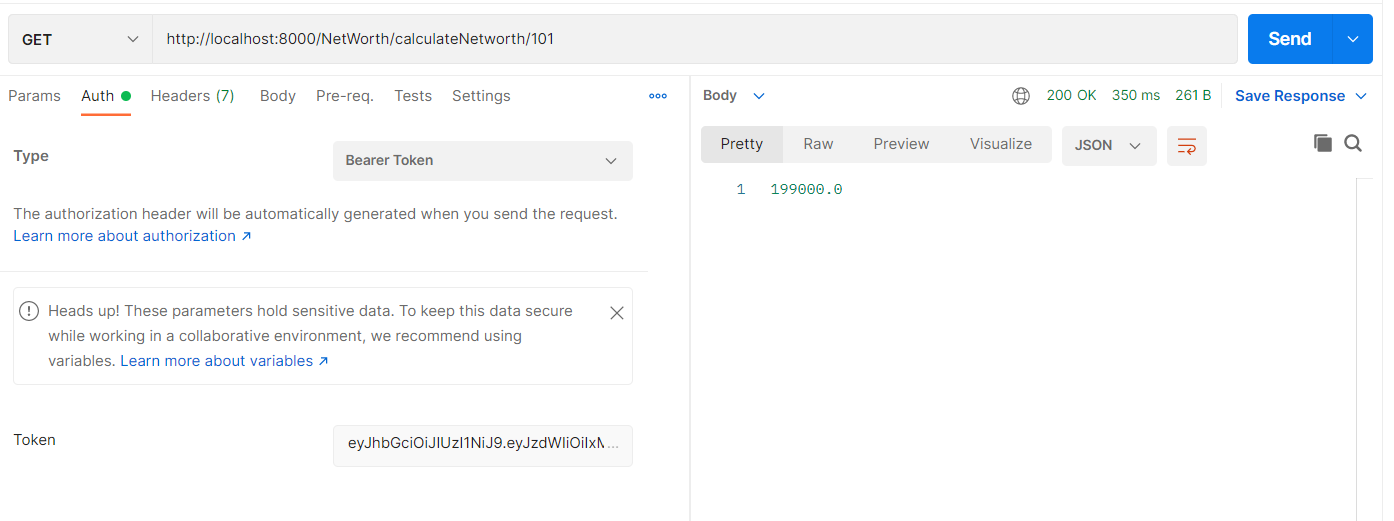 GET
http://localhost:8000/NetWorth/calculateNetworth/101
Send
Params Auth Headers (7) Body Pre-req. Tests Settings
Type
Bearer Token
The authorization header will be automatically generated when you send the request.
Learn more about authorization ↗
Heads up! These parameters hold sensitive data. To keep this data secure
while working in a collaborative environment, we recommend using
variables. Learn more about variables ↗
Token
eyJhbGciOiJIUzI1NiJ9.eyJzdWIiOiIxM...
Body
200 OK 350 ms 261 B
Save Response
Pretty Raw Preview Visualize
JSON
1 199000.0